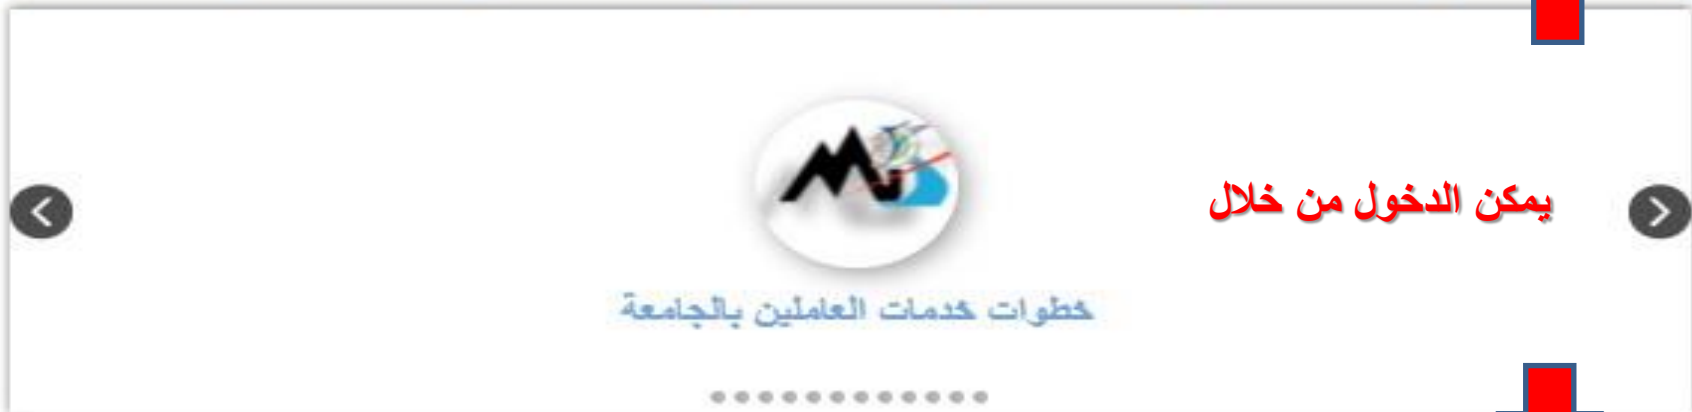 يمكن الدخول من خلال
خطوات خدمات العاملين بالجامعة